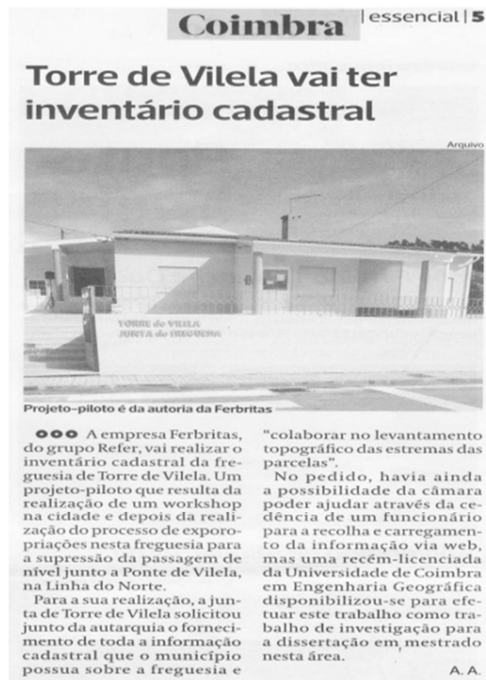 Coimbra
|essencial|5
Torre de Vilela vai ter
inventário cadastral
Arquivo
TORRE de VILELA
JUNTA de FREGUESIA
Projeto-piloto é da autoria da Ferbritas
A empresa Ferbritas,
do grupo Refer, vai realizar o
inventário cadastral da fre-
guesia de Torre de Vilela. Um
projeto-piloto que resulta da
realização de um workshop
na cidade e depois da reali-
zação do processo de exporo-
priações nesta freguesia para
a supressão da passagem de
nível junto a Ponte de Vilela,
na Linha do Norte.
Para a sua realização, a jun-
ta de Torre de Vilela solicitou
junto da autarquia o forneci-
mento de toda a informação
cadastral que o município
possua sobre a freguesia e
"colaborar no levantamento
topográfico das estremas das
parcelas".
No pedido, havia ainda
a possibilidade da câmara
poder ajudar através da ce-
dência de um funcionário
para a recolha e carregamen-
to da informação via web,
mas uma recém-licenciada
da Universidade de Coimbra
em Engenharia Geográfica
disponibilizou-se para efe-
tuar este trabalho como tra-
balho de investigação para
a dissertação em mestrado
nesta área.
A. A.